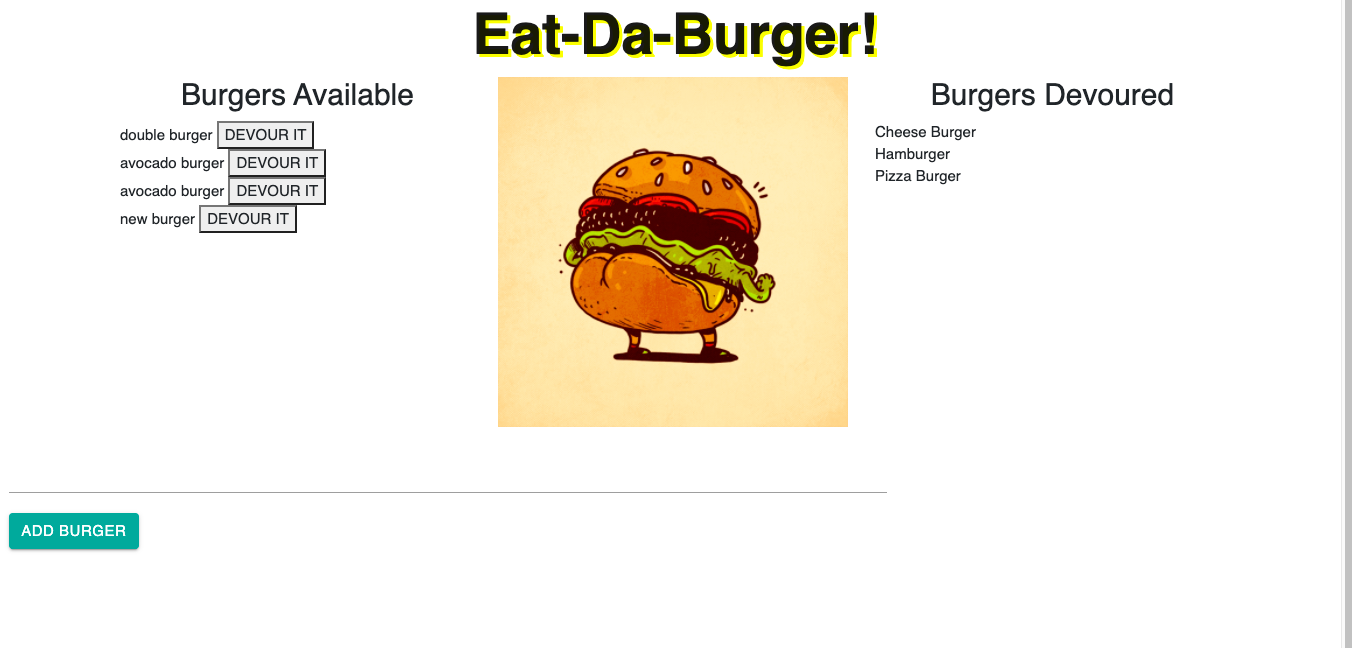 Eat-Da-Burger!
Burgers Available
double burger DEVOUR IT
avocado burger DEVOUR IT
avocado burger DEVOUR IT
new burger DEVOUR IT
Burgers Devoured
Cheese Burger
Hamburger
Pizza Burger
ADD BURGER